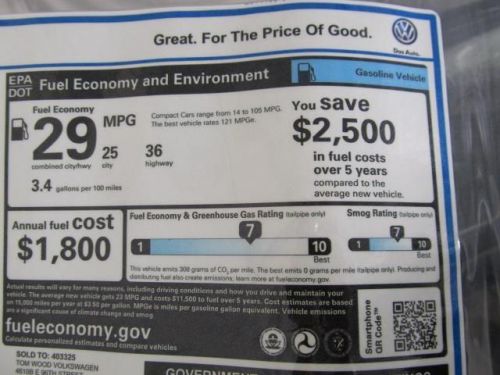 Great. For The Price Of Good.
Das Auto.
EPA DOT Fuel Economy and Environment
Gasoline Vehicle
Fuel Economy
29 MPG
combined city/hwy
25 city
36 highway
3.4 gallons per 100 miles
Compact Cars range from 14 to 105 MPG.
The best vehicle rates 121 MPGe.
You save
$2,500
in fuel costs
over 5 years
compared to the
average new vehicle.
Annual fuel cost
$1,800
Fuel Economy & Greenhouse Gas Rating (tailpipe only)
1 7 10
Best
Smog Rating (tailpipe only)
1 7 10
Best
This vehicle emits 308 grams of CO2 per mile. The best emits 0 grams per mile (tailpipe only). Producing and
distributing fuel also create emissions; learn more at fueleconomy.gov.
Actual results will vary for many reasons, including driving conditions and how you drive and maintain your
vehicle. The average new vehicle gets 23 MPG and costs $11,500 to fuel over 5 years. Cost estimates are based
on 15,000 miles per year at $3.50 per gallon. MPGe is miles per gasoline gallon equivalent. Vehicle emissions
are a significant cause of climate change and smog.
fueleconomy.gov
Calculate personalized estimates and compare vehicles
Smartphone
QR Code™
SOLD TO: 403325
TOM WOOD VOLKSWAGEN